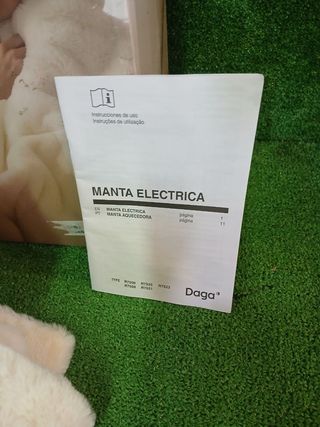 i
Instrucciones de uso
Instruções de utilização
MANTA ELECTRICA
MANTA ELECTRICA página 1
PT MANTA AQUECEDORA página 11
TYPE
Daga